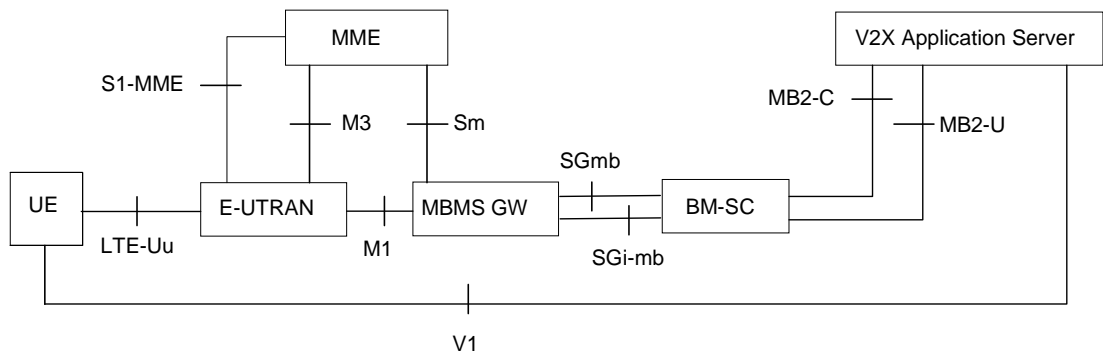 MME
V2X Application Server
S1-MME
MB2-C
M3
Sm
MB2-U
SGmb
UE
E-UTRAN
MBMS GW
BM-SC
LTE-Uu
M1
SGi-mb
V1